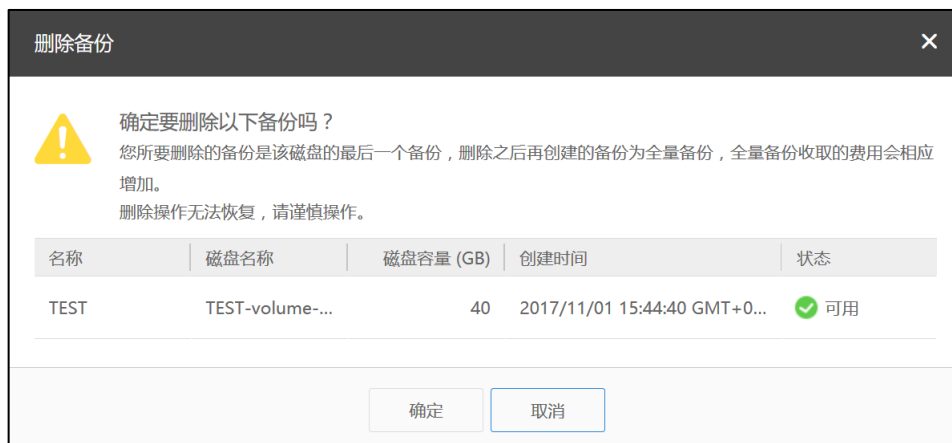 删除备份
确定要删除以下备份吗？
您所要删除的备份是该磁盘的最后一个备份，删除之后再创建的备份为全量备份，全量备份收取的费用会相应
增加。
删除操作无法恢复，请谨慎操作。
名称 磁盘名称 磁盘容量 (GB) 创建时间 状态
TEST TEST-volume-... 40 2017/11/01 15:44:40 GMT+0... 可用
确定 取消